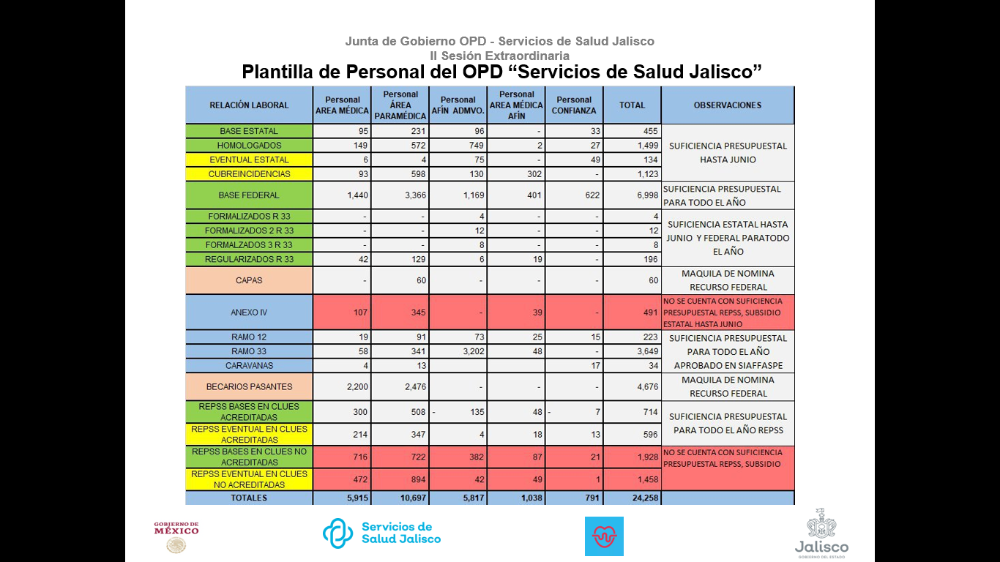 Junta de Gobierno OPD - Servicios de Salud Jalisco
II Sesión Extraordinaria
Plantilla de Personal del OPD “Servicios de Salud Jalisco”
RELACIÓN LABORAL Personal AREA MÉDICA Personal ÁREA PARAMÉDICA Personal AFÍN ADMVO. Personal AREA MÉDICA AFÍN Personal CONFIANZA TOTAL OBSERVACIONES
BASE ESTATAL 95 231 96 - 33 455
HOMOLOGADOS 149 572 749 2 27 1,499
EVENTUAL ESTATAL 6 4 75 - 49 134
CUBREINCIDENCIAS 93 598 130 302 - 1,123
SUFICIENCIA PRESUPUESTAL
HASTA JUNIO
BASE FEDERAL 1,440 3,366 1,169 401 622 6,998
SUFICIENCIA PRESUPUESTAL
PARA TODO EL AÑO
FORMALIZADOS R 33 - - 4 - - 4
FORMALIZADOS 2 R 33 - - 12 - - 12
FORMALZADOS 3 R 33 - - 8 - - 8
REGULARIZADOS R 33 42 129 6 19 - 196
SUFICIENCIA ESTATAL HASTA
JUNIO Y FEDERAL PARATODO
EL AÑO
CAPAS - 60 - - - 60
MAQUILA DE NOMINA
RECURSO FEDERAL
ANEXO IV 107 345 - 39 - 491
NO SE CUENTA CON SUFICIENCIA
PRESUPUESTAL REPSS, SUBSIDIO
ESTATAL HASTA JUNIO
RAMO 12 19 91 73 25 15 223
RAMO 33 58 341 3,202 48 - 3,649
CARAVANAS 4 13 17 34
SUFICIENCIA PRESUPUESTAL
PARA TODO EL AÑO
APROBADO EN SIAFFASPE
BECARIOS PASANTES 2,200 2,476 - - - 4,676
MAQUILA DE NOMINA
RECURSO FEDERAL
REPSS BASES EN CLUES
ACREDITADAS 300 508 - 135 48 - 7 714
REPSS EVENTUAL EN CLUES
ACREDITADAS 214 347 4 18 13 596
SUFICIENCIA PRESUPUESTAL
PARA TODO EL AÑO REPSS
REPSS BASES EN CLUES NO
ACREDITADAS 716 722 382 87 21 1,928
REPSS EVENTUAL EN CLUES
NO ACREDITADAS 472 894 42 49 1 1,458
NO SE CUENTA CON SUFICIENCIA
PRESUPUESTAL REPSS, SUBSIDIO
TOTALES 5,915 10,697 5,817 1,038 791 24,258
GOBIERNO DE
MÉXICO
Servicios de
Salud Jalisco
Jalisco
GOBIERNO DEL ESTADO